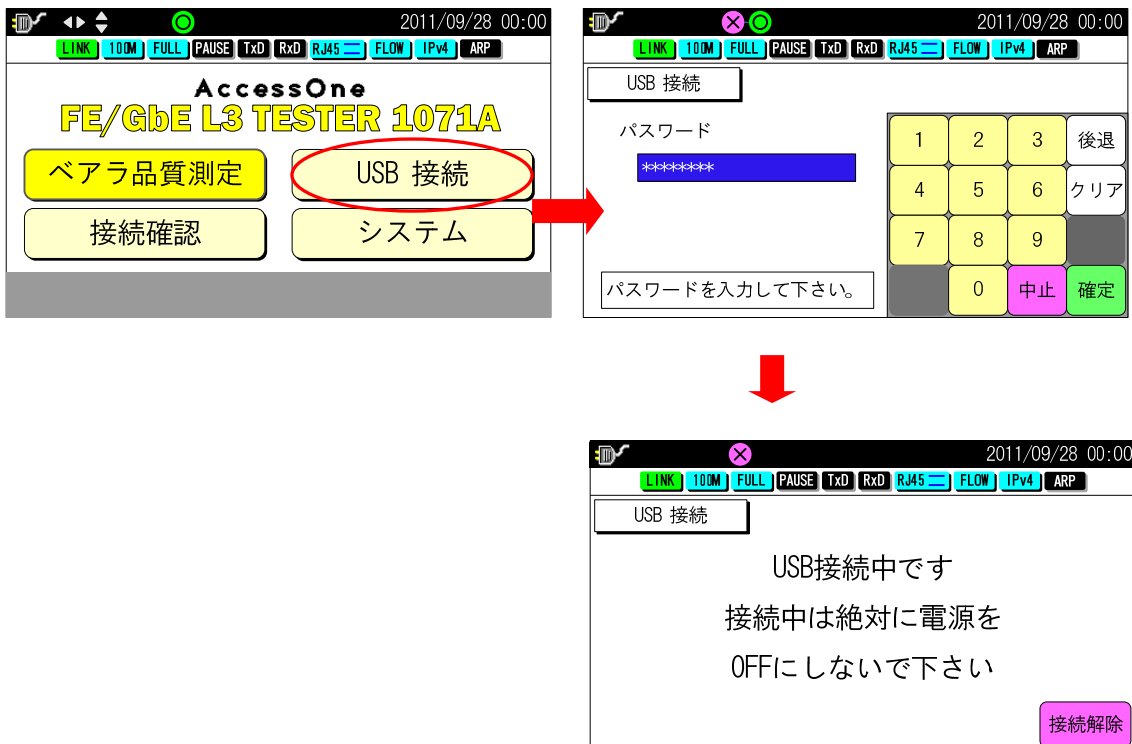 2011/09/28 00:00
LINK 100M FULL PAUSE TxD RxD RJ45 FLOW IPv4 ARP
AccessOne
FE/GbE L3 TESTER 1071A
ベアラ品質測定 USB 接続
接続確認 システム
2011/09/28 00:00
LINK 100M FULL PAUSE TxD RxD RJ45 FLOW IPv4 ARP
USB 接続
パスワード
********
パスワードを入力して下さい。
1 2 3 後退
4 5 6 クリア
7 8 9
0 中止 確定
2011/09/28 00:00
LINK 100M FULL PAUSE TxD RxD RJ45 FLOW IPv4 ARP
USB 接続
USB接続中です
接続中は絶対に電源を
OFFにしないで下さい
接続解除